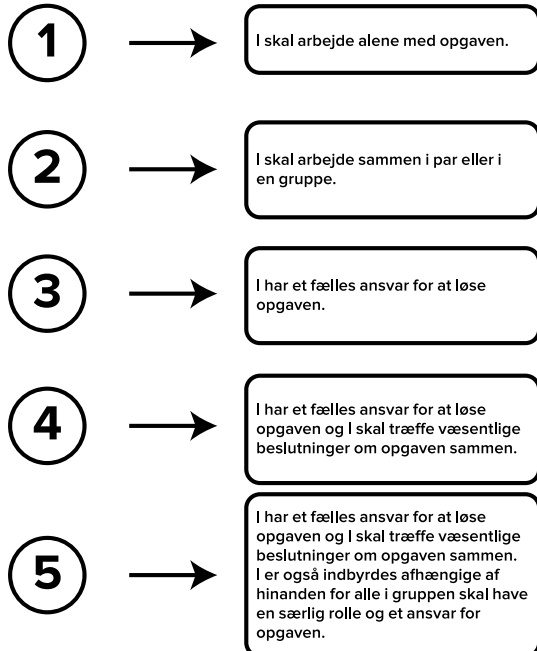 1
I skal arbejde alene med opgaven.
2
I skal arbejde sammen i par eller i
en gruppe.
3
I har et fælles ansvar for at løse
opgaven.
4
I har et fælles ansvar for at løse
opgaven og I skal træffe væsentlige
beslutninger om opgaven sammen.
5
I har et fælles ansvar for at løse
opgaven og I skal træffe væsentlige
beslutninger om opgaven sammen.
I er også indbyrdes afhængige af
hinanden for alle i gruppen skal have
en særlig rolle og et ansvar for
opgaven.